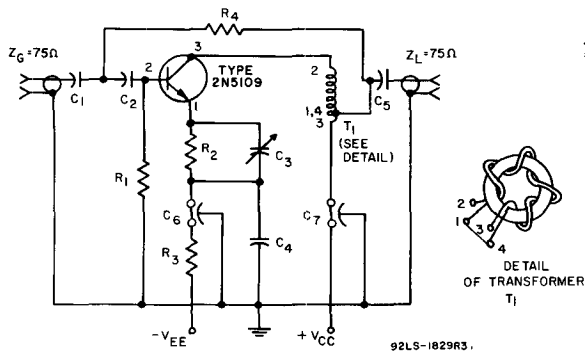 R4
ZG=75Ω
3
TYPE
2N5109
2
2
ZL=75Ω
C1
C2
C5
1
1,4
3
T1
(SEE
DETAIL)
R2
C3
R1
C6
C7
R3
C4
2
1
3
4
DETAIL
OF TRANSFORMER
T1
-VEE
+VCC
92LS-1829R3.